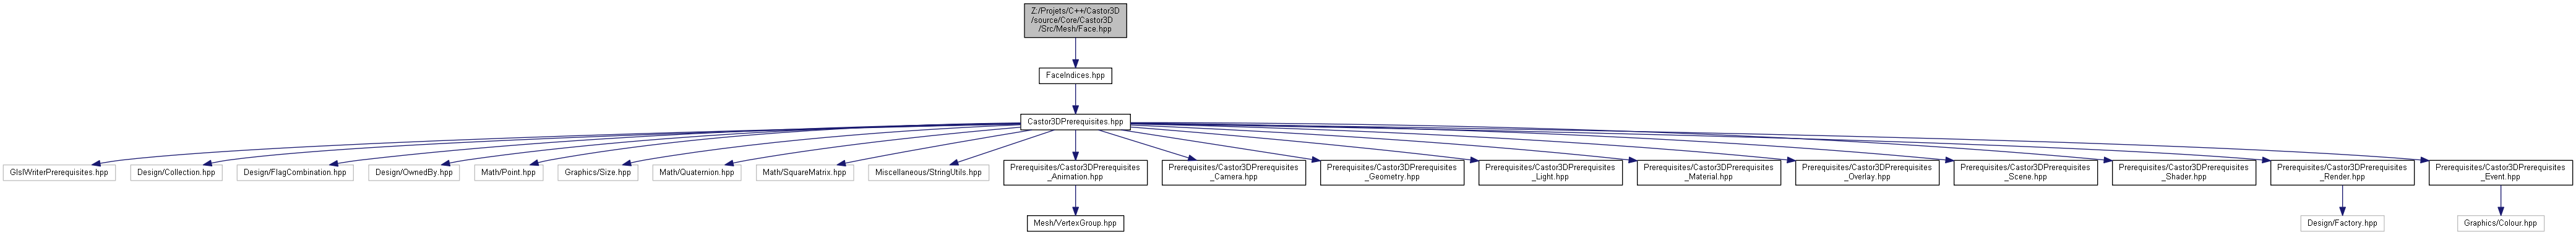 Z:/Projets/C++/Castor3D
/source/Core/Castor3D
/Src/Mesh/Face.hpp
FaceIndices.hpp
Castor3DPrerequisites.hpp
GlslWriterPrerequisites.hpp
Design/Collection.hpp
Design/FlagCombination.hpp
Design/OwnedBy.hpp
Math/Point.hpp
Graphics/Size.hpp
Math/Quaternion.hpp
Math/SquareMatrix.hpp
Miscellaneous/StringUtils.hpp
Prerequisites/Castor3DPrerequisites
_Animation.hpp
Prerequisites/Castor3DPrerequisites
_Camera.hpp
Prerequisites/Castor3DPrerequisites
_Geometry.hpp
Prerequisites/Castor3DPrerequisites
_Light.hpp
Prerequisites/Castor3DPrerequisites
_Material.hpp
Prerequisites/Castor3DPrerequisites
_Overlay.hpp
Prerequisites/Castor3DPrerequisites
_Scene.hpp
Prerequisites/Castor3DPrerequisites
_Shader.hpp
Prerequisites/Castor3DPrerequisites
_Render.hpp
Prerequisites/Castor3DPrerequisites
_Event.hpp
Mesh/VertexGroup.hpp
Design/Factory.hpp
Graphics/Colour.hpp